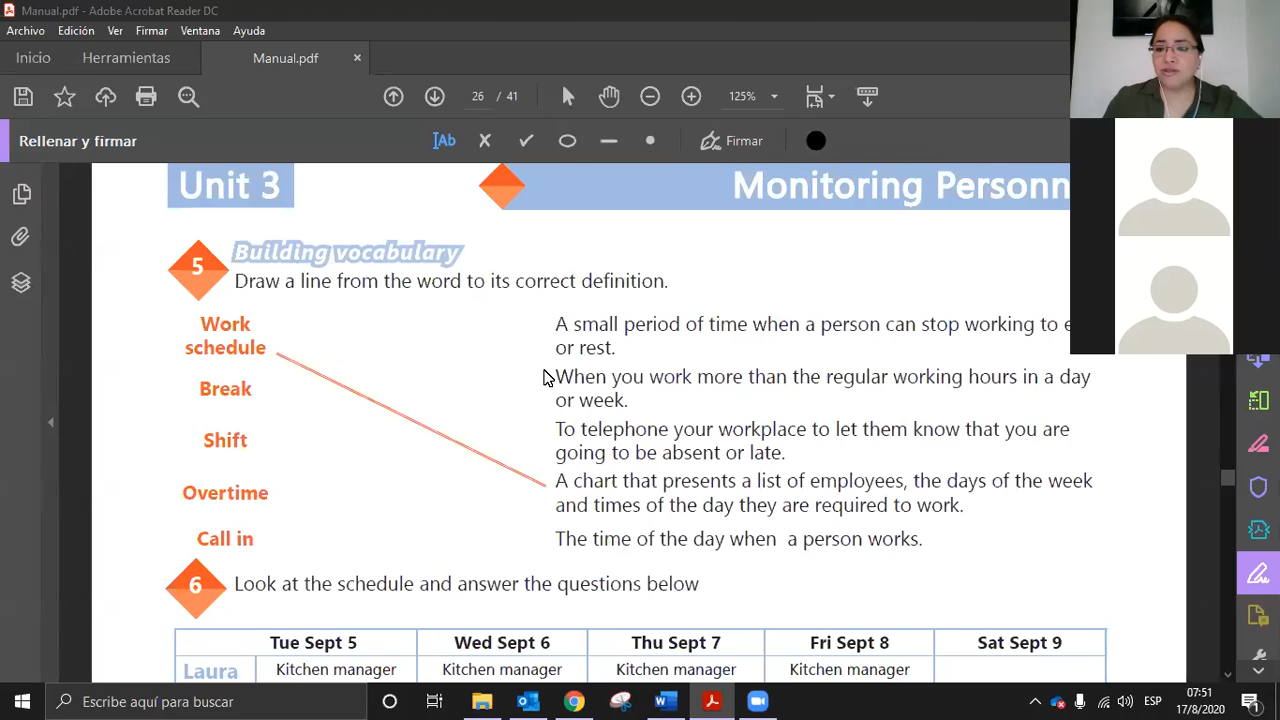 Manual.pdf - Adobe Acrobat Reader DC
Archivo Edición Ver Firmar Ventana Ayuda
Inicio Herramientas Manual.pdf ×
26 / 41 125%
Rellenar y firmar IAb Firmar
Unit 3 Monitoring Personn
5 Building vocabulary
Draw a line from the word to its correct definition.
Work
schedule
Break
Shift
Overtime
Call in
A small period of time when a person can stop working to e
or rest.
When you work more than the regular working hours in a day
or week.
To telephone your workplace to let them know that you are
going to be absent or late.
A chart that presents a list of employees, the days of the week
and times of the day they are required to work.
The time of the day when a person works.
6 Look at the schedule and answer the questions below
Tue Sept 5 Wed Sept 6 Thu Sept 7 Fri Sept 8 Sat Sept 9
Laura Kitchen manager Kitchen manager Kitchen manager Kitchen manager
Escribe aquí para buscar
ESP
07:51
17/8/2020
1